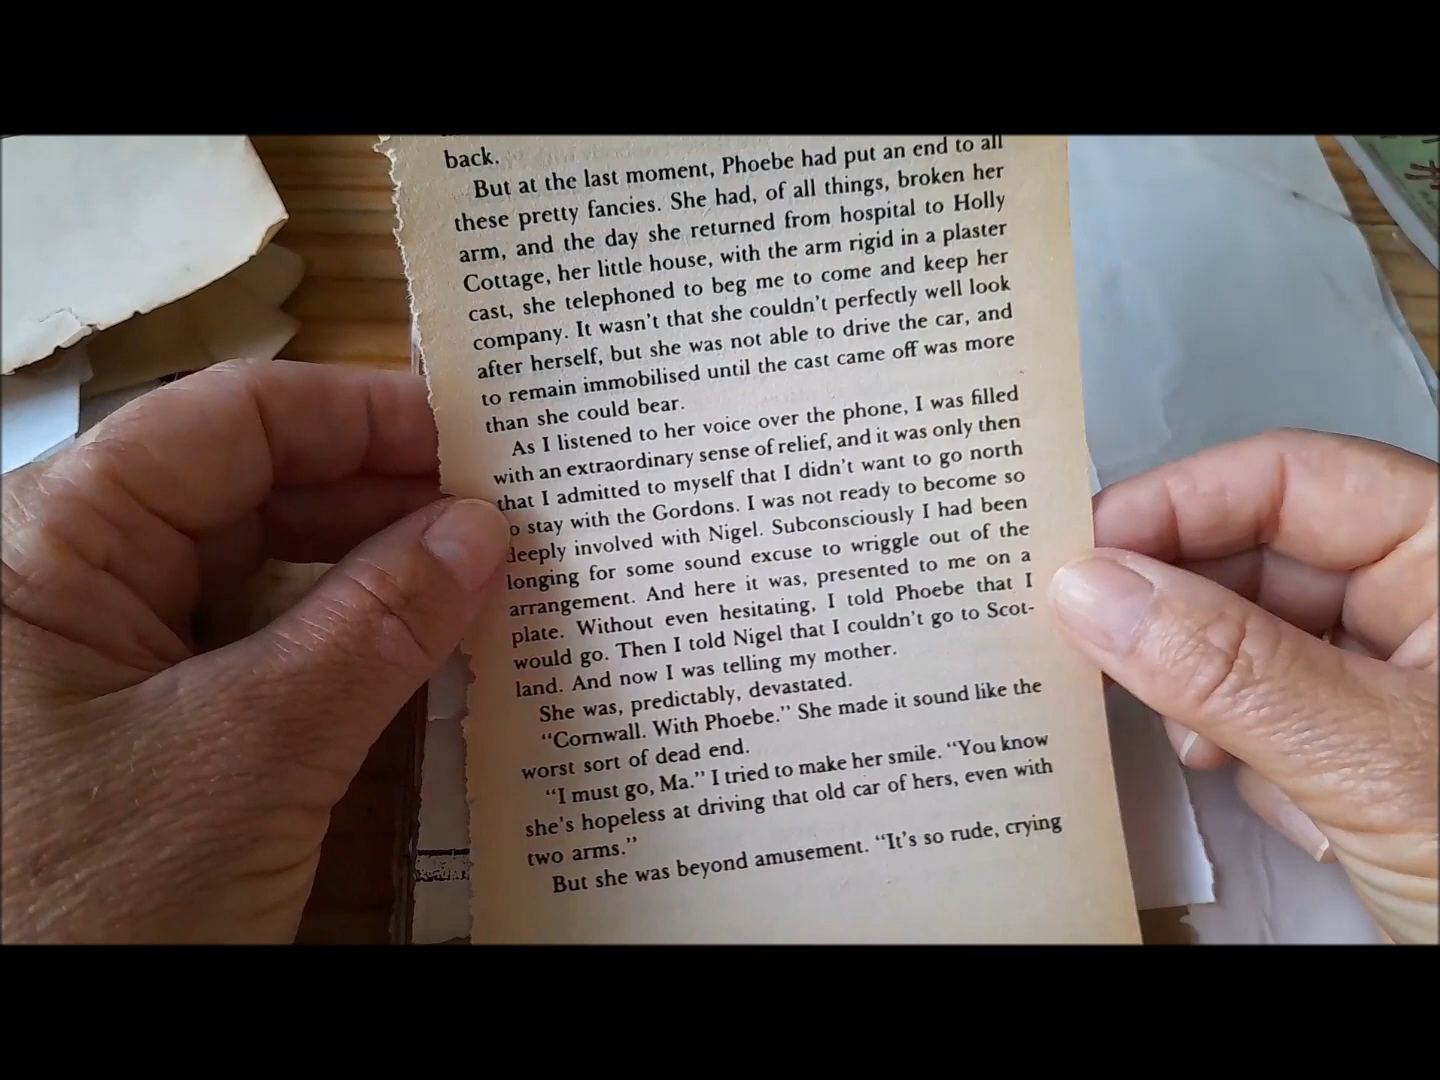 back.
But at the last moment, Phoebe had put an end to all
these pretty fancies. She had, of all things, broken her
arm, and the day she returned from hospital to Holly
Cottage, her little house, with the arm rigid in a plaster
cast, she telephoned to beg me to come and keep her
company. It wasn't that she couldn't perfectly well look
after herself, but she was not able to drive the car, and
to remain immobilised until the cast came off was more
than she could bear.
As I listened to her voice over the phone, I was filled
with an extraordinary sense of relief, and it was only then
that I admitted to myself that I didn't want to go north
o stay with the Gordons. I was not ready to become so
deeply involved with Nigel. Subconsciously I had been
longing for some sound excuse to wriggle out of the
arrangement. And here it was, presented to me on a
plate. Without even hesitating, I told Phoebe that I
would go. Then I told Nigel that I couldn't go to Scot-
land. And now I was telling my mother.
She was, predictably, devastated.
“Cornwall. With Phoebe.” She made it sound like the
worst sort of dead end.
“I must go, Ma.” I tried to make her smile. “You know
she's hopeless at driving that old car of hers, even with
two arms.”
But she was beyond amusement. “It's so rude, crying